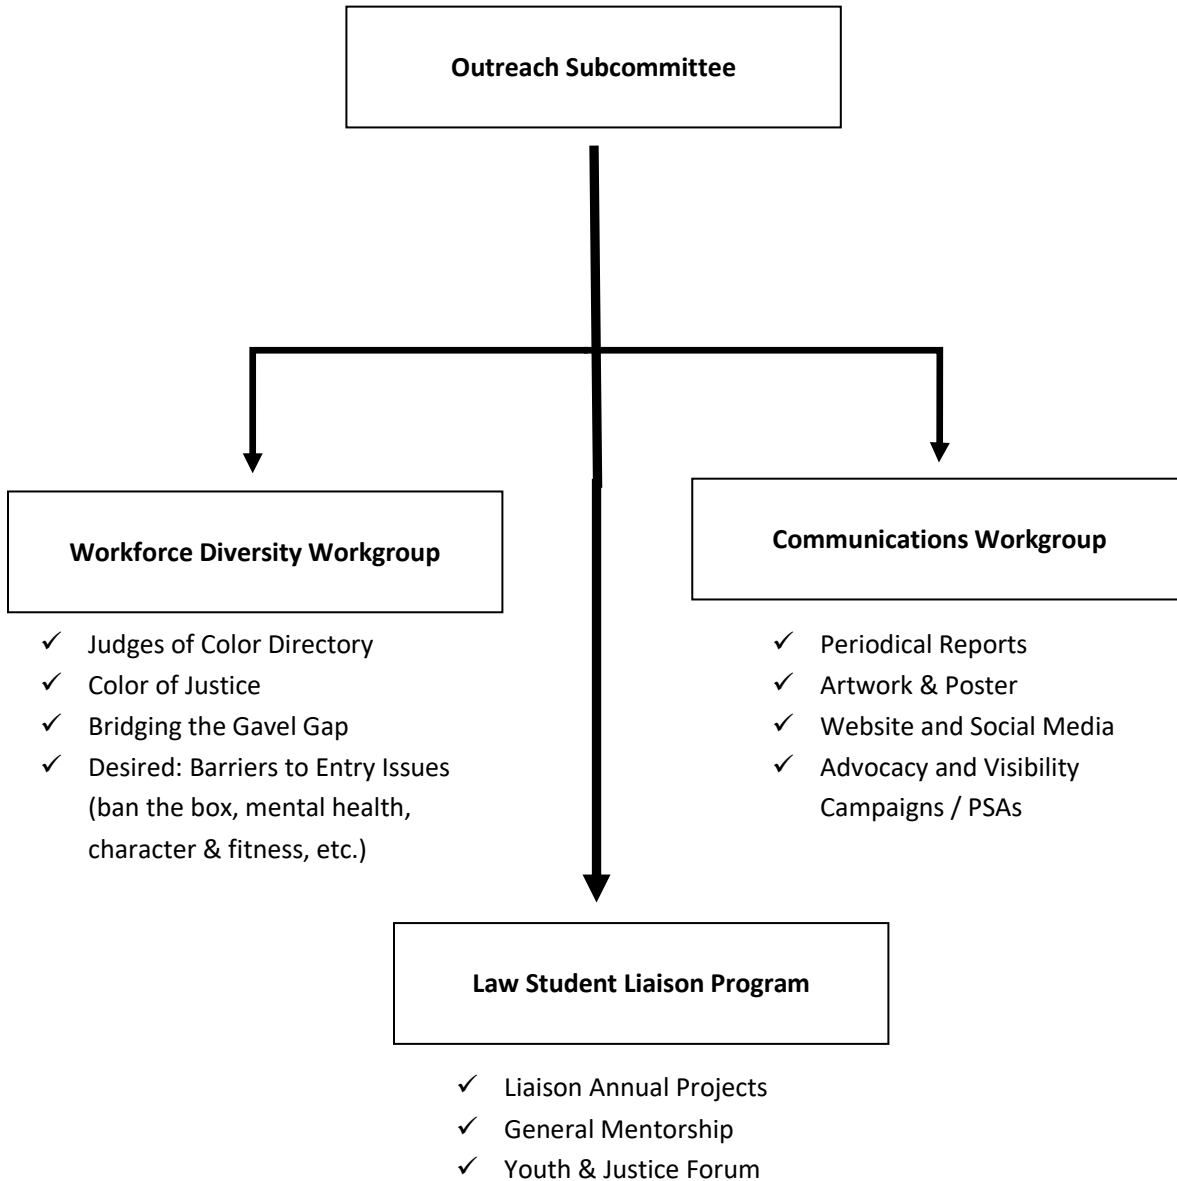 Outreach Subcommittee
Workforce Diversity Workgroup
✓ Judges of Color Directory
✓ Color of Justice
✓ Bridging the Gavel Gap
✓ Desired: Barriers to Entry Issues
(ban the box, mental health,
character & fitness, etc.)
Communications Workgroup
✓ Periodical Reports
✓ Artwork & Poster
✓ Website and Social Media
✓ Advocacy and Visibility
Campaigns / PSAs
Law Student Liaison Program
✓ Liaison Annual Projects
✓ General Mentorship
✓ Youth & Justice Forum